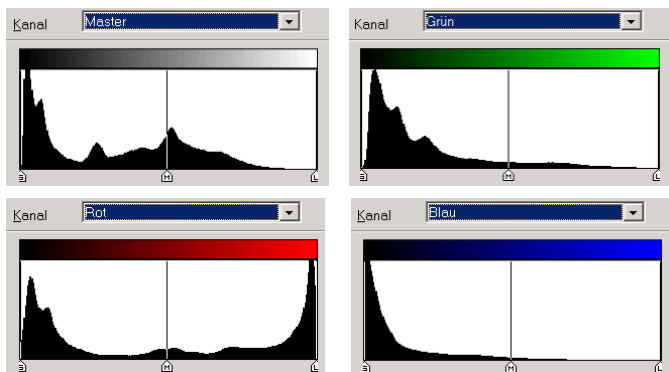 Kanal Master
Kanal Grün
S M L
S M L
Kanal Rot
Kanal Blau
S M L
S M L